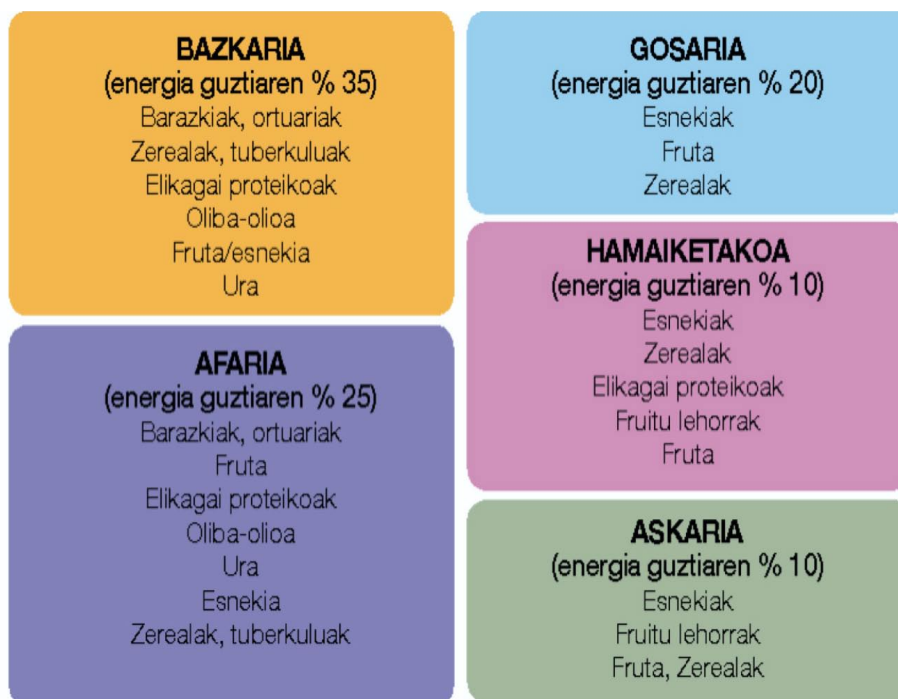 BAZKARIA
(energia guztiaren % 35)
Barazkiak, ortuariak
Zerealak, tuberkuluak
Elikagai proteikoak
Oliba-olioa
Fruta/esnekia
Ura
AFARIA
(energia guztiaren % 25)
Barazkiak, ortuariak
Fruta
Elikagai proteikoak
Oliba-olioa
Ura
Esnekia
Zerealak, tuberkuluak
GOSARIA
(energia guztiaren % 20)
Esnekiak
Fruta
Zerealak
HAMAIKETAKOA
(energia guztiaren % 10)
Esnekiak
Zerealak
Elikagai proteikoak
Fruitu lehorrak
Fruta
ASKARIA
(energia guztiaren % 10)
Esnekiak
Fruitu lehorrak
Fruta, Zerealak